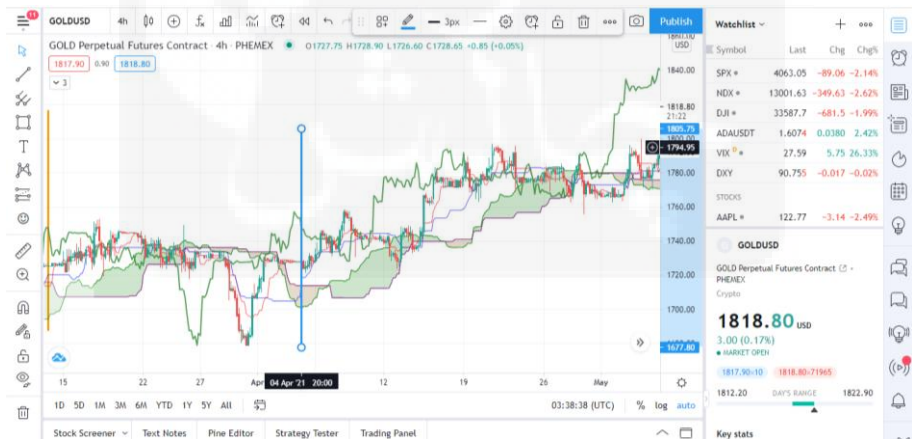 11
GOLDUSD 4h 3px Publish
GOLD Perpetual Futures Contract · 4h · PHEMEX O1727.75 H1728.90 L1726.60 C1728.65 +0.85 (+0.05%)
1817.90 0.90 1818.80
3
USD
1840.00
1818.80
21:22
1805.75
1800.00
1794.95
1780.00
1760.00
1740.00
1720.00
1700.00
1677.80
15 22 27 Apr 04 Apr '21 20:00 12 19 26 May
1D 5D 1M 3M 6M YTD 1Y 5Y All 03:38:38 (UTC) % log auto
Stock Screener Text Notes Pine Editor Strategy Tester Trading Panel
Watchlist
Symbol Last Chg Chg%
SPX 4063.05 −89.06 −2.14%
NDX 13001.63 −349.63 −2.62%
DJI 33587.7 −681.5 −1.99%
ADAUSDT 1.6074 0.0380 2.42%
VIX D 27.59 5.75 26.33%
DXY 90.755 −0.017 −0.02%
STOCKS
AAPL 122.77 −3.14 −2.49%
GOLDUSD
GOLD Perpetual Futures Contract -
PHEMEX
Crypto
1818.80 USD
3.00 (0.17%)
MARKET OPEN
1817.90×10 1818.80×71965
1812.20 DAY'S RANGE 1822.90
Key stats